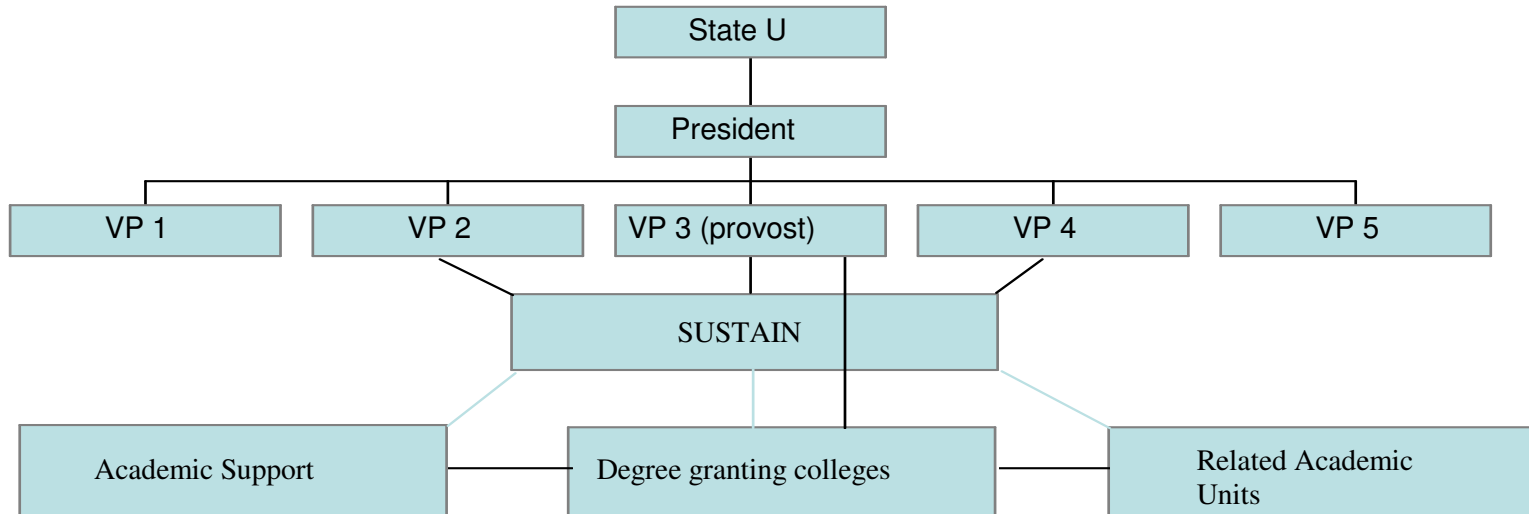 State U
President
VP 1
VP 2
VP 3 (provost)
VP 4
VP 5
SUSTAIN
Academic Support
Degree granting colleges
Related Academic
Units